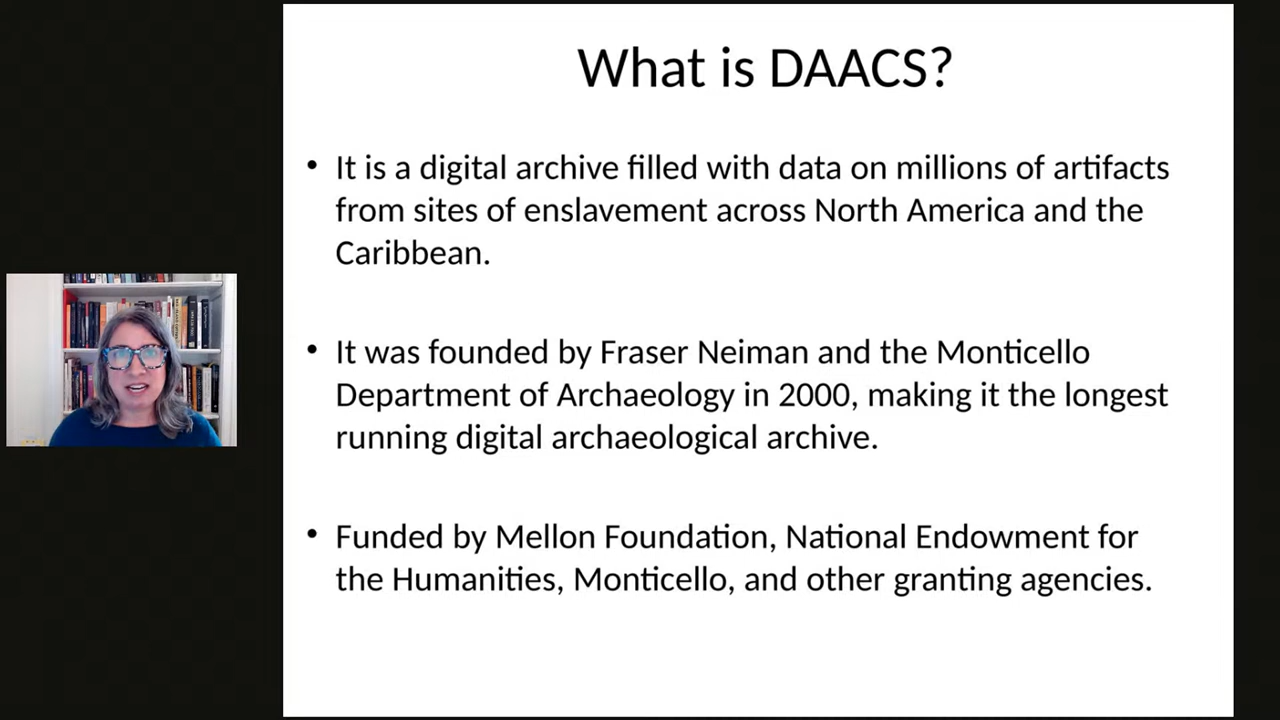 What is DAACS?
• It is a digital archive filled with data on millions of artifacts
from sites of enslavement across North America and the
Caribbean.
• It was founded by Fraser Neiman and the Monticello
Department of Archaeology in 2000, making it the longest
running digital archaeological archive.
• Funded by Mellon Foundation, National Endowment for
the Humanities, Monticello, and other granting agencies.